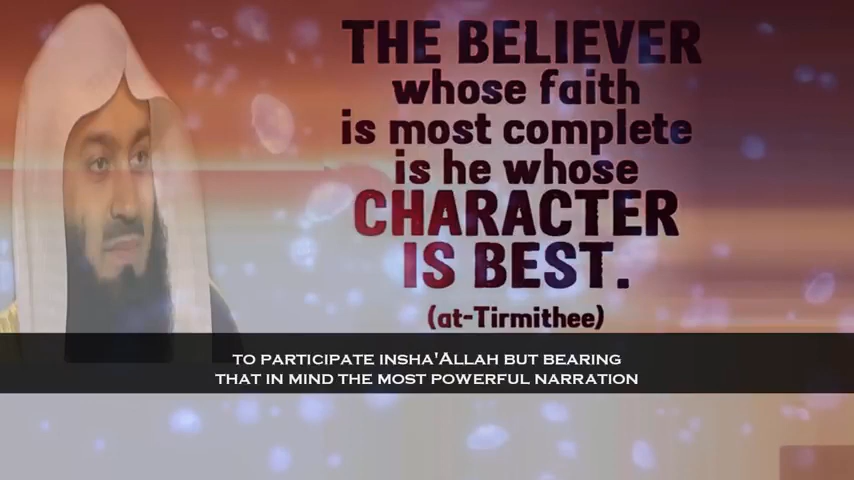 THE BELIEVER
whose faith
is most complete
is he whose
CHARACTER
IS BEST.
(at-Tirmithee)
TO PARTICIPATE INSHA'ALLAH BUT BEARING
THAT IN MIND THE MOST POWERFUL NARRATION